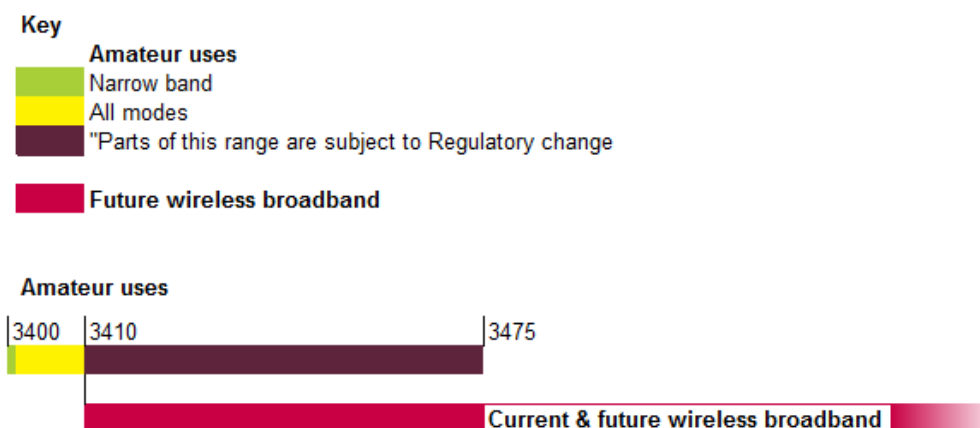 Key
Amateur uses
Narrow band
All modes
"Parts of this range are subject to Regulatory change
Future wireless broadband
Amateur uses
3400 3410 3475
Current & future wireless broadband